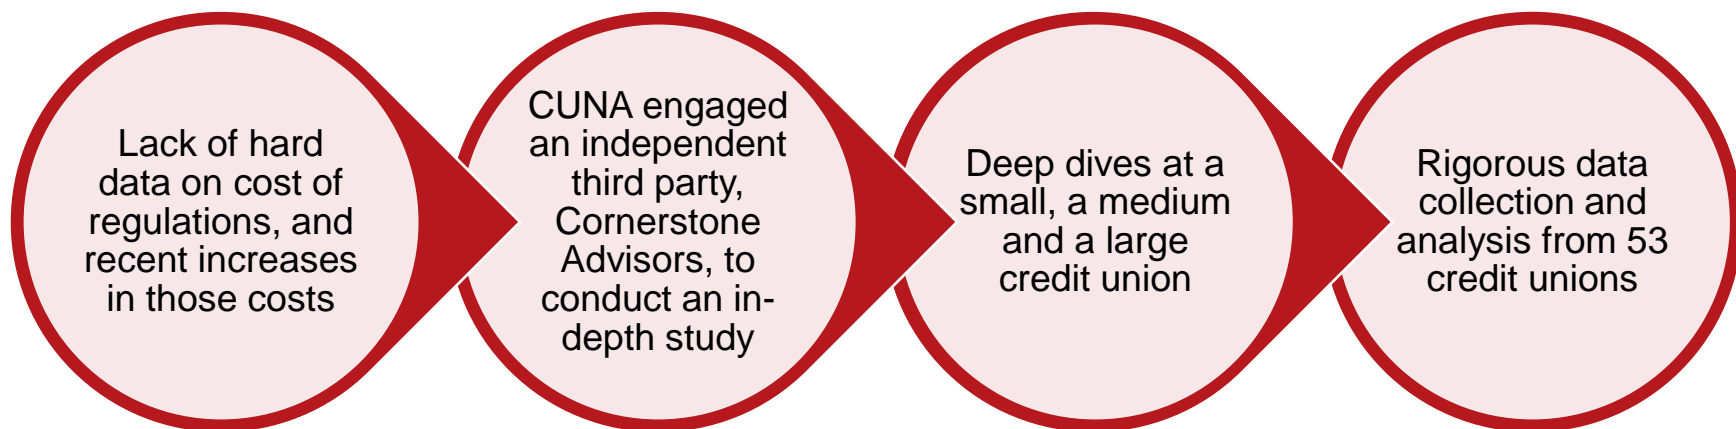 Lack of hard
data on cost of
regulations, and
recent increases
in those costs
CUNA engaged
an independent
third party,
Cornerstone
Advisors, to
conduct an in-
depth study
Deep dives at a
small, a medium
and a large
credit union
Rigorous data
collection and
analysis from 53
credit unions